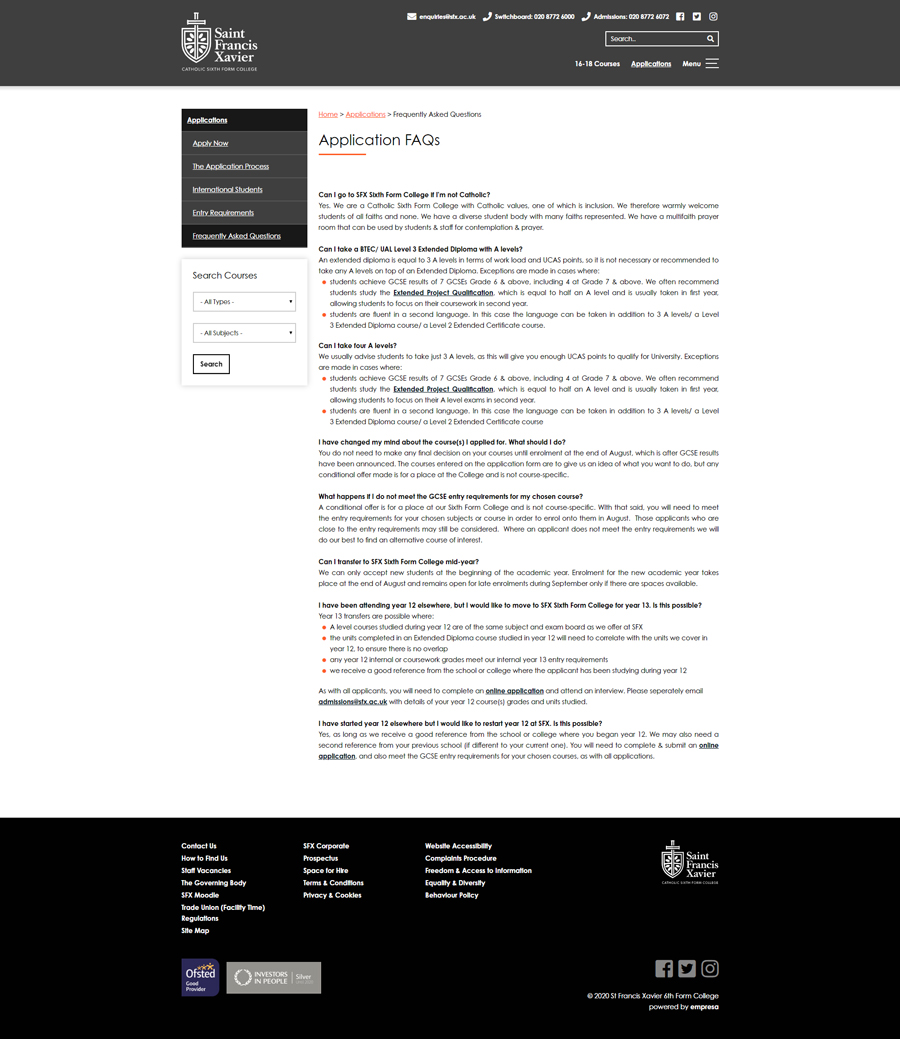 enquiries@sfx.ac.uk Switchboard: 020 8772 6000 Admissions: 020 8772 6072
Saint
Francis
Xavier
CATHOLIC SIXTH FORM COLLEGE
Search...
16-18 Courses Applications Menu
Applications
Apply Now
The Application Process
International Students
Entry Requirements
Frequently Asked Questions
Search Courses
- All Types -
- All Subjects -
Search
Home > Applications > Frequently Asked Questions
Application FAQs
Can I go to SFX Sixth Form College if I'm not Catholic?
Yes. We are a Catholic Sixth Form College with Catholic values, one of which is inclusion. We therefore warmly welcome
students of all faiths and none. We have a diverse student body with many faiths represented. We have a multifaith prayer
room that can be used by students & staff for contemplation & prayer.
Can I take a BTEC/ UAL Level 3 Extended Diploma with A levels?
An extended diploma is equal to 3 A levels in terms of work load and UCAS points, so it is not necessary or recommended to
take any A levels on top of an Extended Diploma. Exceptions are made in cases where:
students achieve GCSE results of 7 GCSEs Grade 6 & above, including 4 at Grade 7 & above. We often recommend
students study the Extended Project Qualification, which is equal to half an A level and is usually taken in first year,
allowing students to focus on their coursework in second year.
students are fluent in a second language. In this case the language can be taken in addition to 3 A levels/ a Level
3 Extended Diploma course/ a Level 2 Extended Certificate course.
Can I take four A levels?
We usually advise students to take just 3 A levels, as this will give you enough UCAS points to qualify for University. Exceptions
are made in cases where:
students achieve GCSE results of 7 GCSEs Grade 6 & above, including 4 at Grade 7 & above. We often recommend
students study the Extended Project Qualification, which is equal to half an A level and is usually taken in first year,
allowing students to focus on their A level exams in second year.
students are fluent in a second language. In this case the language can be taken in addition to 3 A levels/ a Level
3 Extended Diploma course/ a Level 2 Extended Certificate course
I have changed my mind about the course(s) I applied for. What should I do?
You do not need to make any final decision on your courses until enrolment at the end of August, which is after GCSE results
have been announced. The courses entered on the application form are to give us an idea of what you want to do, but any
conditional offer made is for a place at the College and is not course-specific.
What happens if I do not meet the GCSE entry requirements for my chosen course?
A conditional offer is for a place at our Sixth Form College and is not course-specific. With that said, you will need to meet
the entry requirements for your chosen subjects or course in order to enrol onto them in August. Those applicants who are
close to the entry requirements may still be considered. Where an applicant does not meet the entry requirements we will
do our best to find an alternative course of interest.
Can I transfer to SFX Sixth Form College mid-year?
We can only accept new students at the beginning of the academic year. Enrolment for the new academic year takes
place at the end of August and remains open for late enrolments during September only if there are spaces available.
I have been attending year 12 elsewhere, but I would like to move to SFX Sixth Form College for year 13. Is this possible?
Year 13 transfers are possible where:
A level courses studied during year 12 are of the same subject and exam board as we offer at SFX
the units completed in an Extended Diploma course studied in year 12 will need to correlate with the units we cover in
year 12, to ensure there is no overlap
any year 12 internal or coursework grades meet our internal year 13 entry requirements
we receive a good reference from the school or college where the applicant has been studying during year 12
As with all applicants, you will need to complete an online application and attend an interview. Please seperately email
admissions@sfx.ac.uk with details of your year 12 course(s) grades and units studied.
I have started year 12 elsewhere but I would like to restart year 12 at SFX. Is this possible?
Yes, as long as we receive a good reference from the school or college where you began year 12. We may also need a
second reference from your previous school (if different to your current one). You will need to complete & submit an online
application, and also meet the GCSE entry requirements for your chosen courses, as with all applications.
Contact Us
How to Find Us
Staff Vacancies
The Governing Body
SFX Moodle
Trade Union (Facility Time)
Regulations
Site Map
SFX Corporate
Prospectus
Space for Hire
Terms & Conditions
Privacy & Cookies
Website Accessibility
Complaints Procedure
Freedom & Access to Information
Equality & Diversity
Behaviour Policy
Saint
Francis
Xavier
CATHOLIC SIXTH FORM COLLEGE
Ofsted
Good
Provider
INVESTORS
IN PEOPLE
Silver
© 2020 St Francis Xavier 6th Form College
powered by empresa